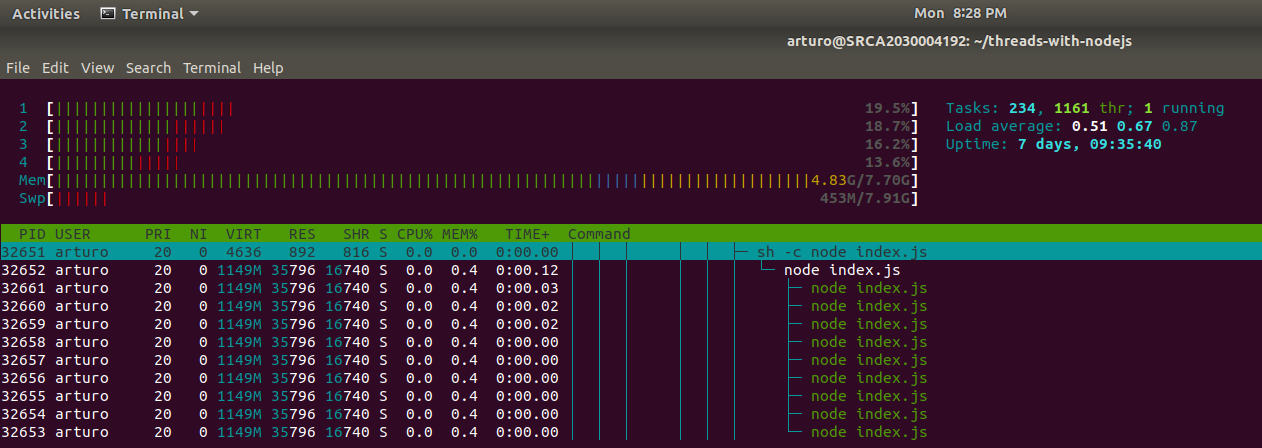 Activities Terminal Mon 8:28 PM
arturo@SRCA2030004192: ~/threads-with-nodejs
File Edit View Search Terminal Help
1 [|||||||||||||||||||| 19.5%] Tasks: 234, 1161 thr; 1 running
2 [||||||||||||||||||| 18.7%] Load average: 0.51 0.67 0.87
3 [|||||||||||||||| 16.2%] Uptime: 7 days, 09:35:40
4 [|||||||||||||| 13.6%]
Mem[||||||||||||||||||||||||||||||||||||||||||||||||||||||||||||||||||||||||||||||||||||4.83G/7.70G]
Swp[|||||| 453M/7.91G]
PID USER PRI NI VIRT RES SHR S CPU% MEM% TIME+ Command
32651 arturo 20 0 4636 892 816 S 0.0 0.0 0:00.00 sh -c node index.js
32652 arturo 20 0 1149M 35796 16740 S 0.0 0.4 0:00.12 node index.js
32661 arturo 20 0 1149M 35796 16740 S 0.0 0.4 0:00.03 node index.js
32660 arturo 20 0 1149M 35796 16740 S 0.0 0.4 0:00.02 node index.js
32659 arturo 20 0 1149M 35796 16740 S 0.0 0.4 0:00.02 node index.js
32658 arturo 20 0 1149M 35796 16740 S 0.0 0.4 0:00.00 node index.js
32657 arturo 20 0 1149M 35796 16740 S 0.0 0.4 0:00.00 node index.js
32656 arturo 20 0 1149M 35796 16740 S 0.0 0.4 0:00.00 node index.js
32655 arturo 20 0 1149M 35796 16740 S 0.0 0.4 0:00.00 node index.js
32654 arturo 20 0 1149M 35796 16740 S 0.0 0.4 0:00.00 node index.js
32653 arturo 20 0 1149M 35796 16740 S 0.0 0.4 0:00.00 node index.js